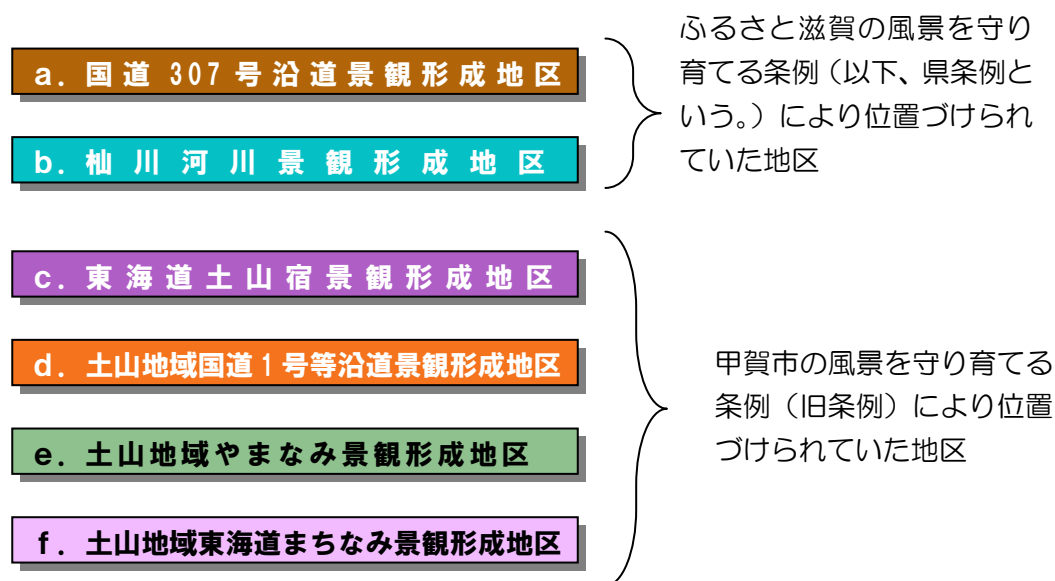 a．国道307号沿道景観形成地区
b．杣川河川景観形成地区
ふるさと滋賀の風景を守り
育てる条例（以下、県条例と
いう。）により位置づけられ
ていた地区
c．東海道土山宿景観形成地区
d．土山地域国道1号等沿道景観形成地区
e．土山地域やまなみ景観形成地区
f．土山地域東海道まちなみ景観形成地区
甲賀市の風景を守り育てる
条例（旧条例）により位置
づけられていた地区